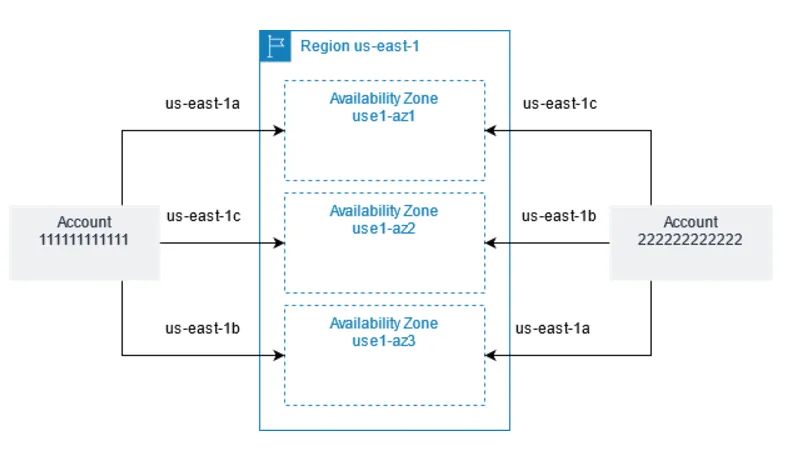 Region us-east-1
us-east-1a
Availability Zone
use1-az1
us-east-1c
Account
111111111111
us-east-1c
Availability Zone
use1-az2
us-east-1b
Account
222222222222
us-east-1b
Availability Zone
use1-az3
us-east-1a